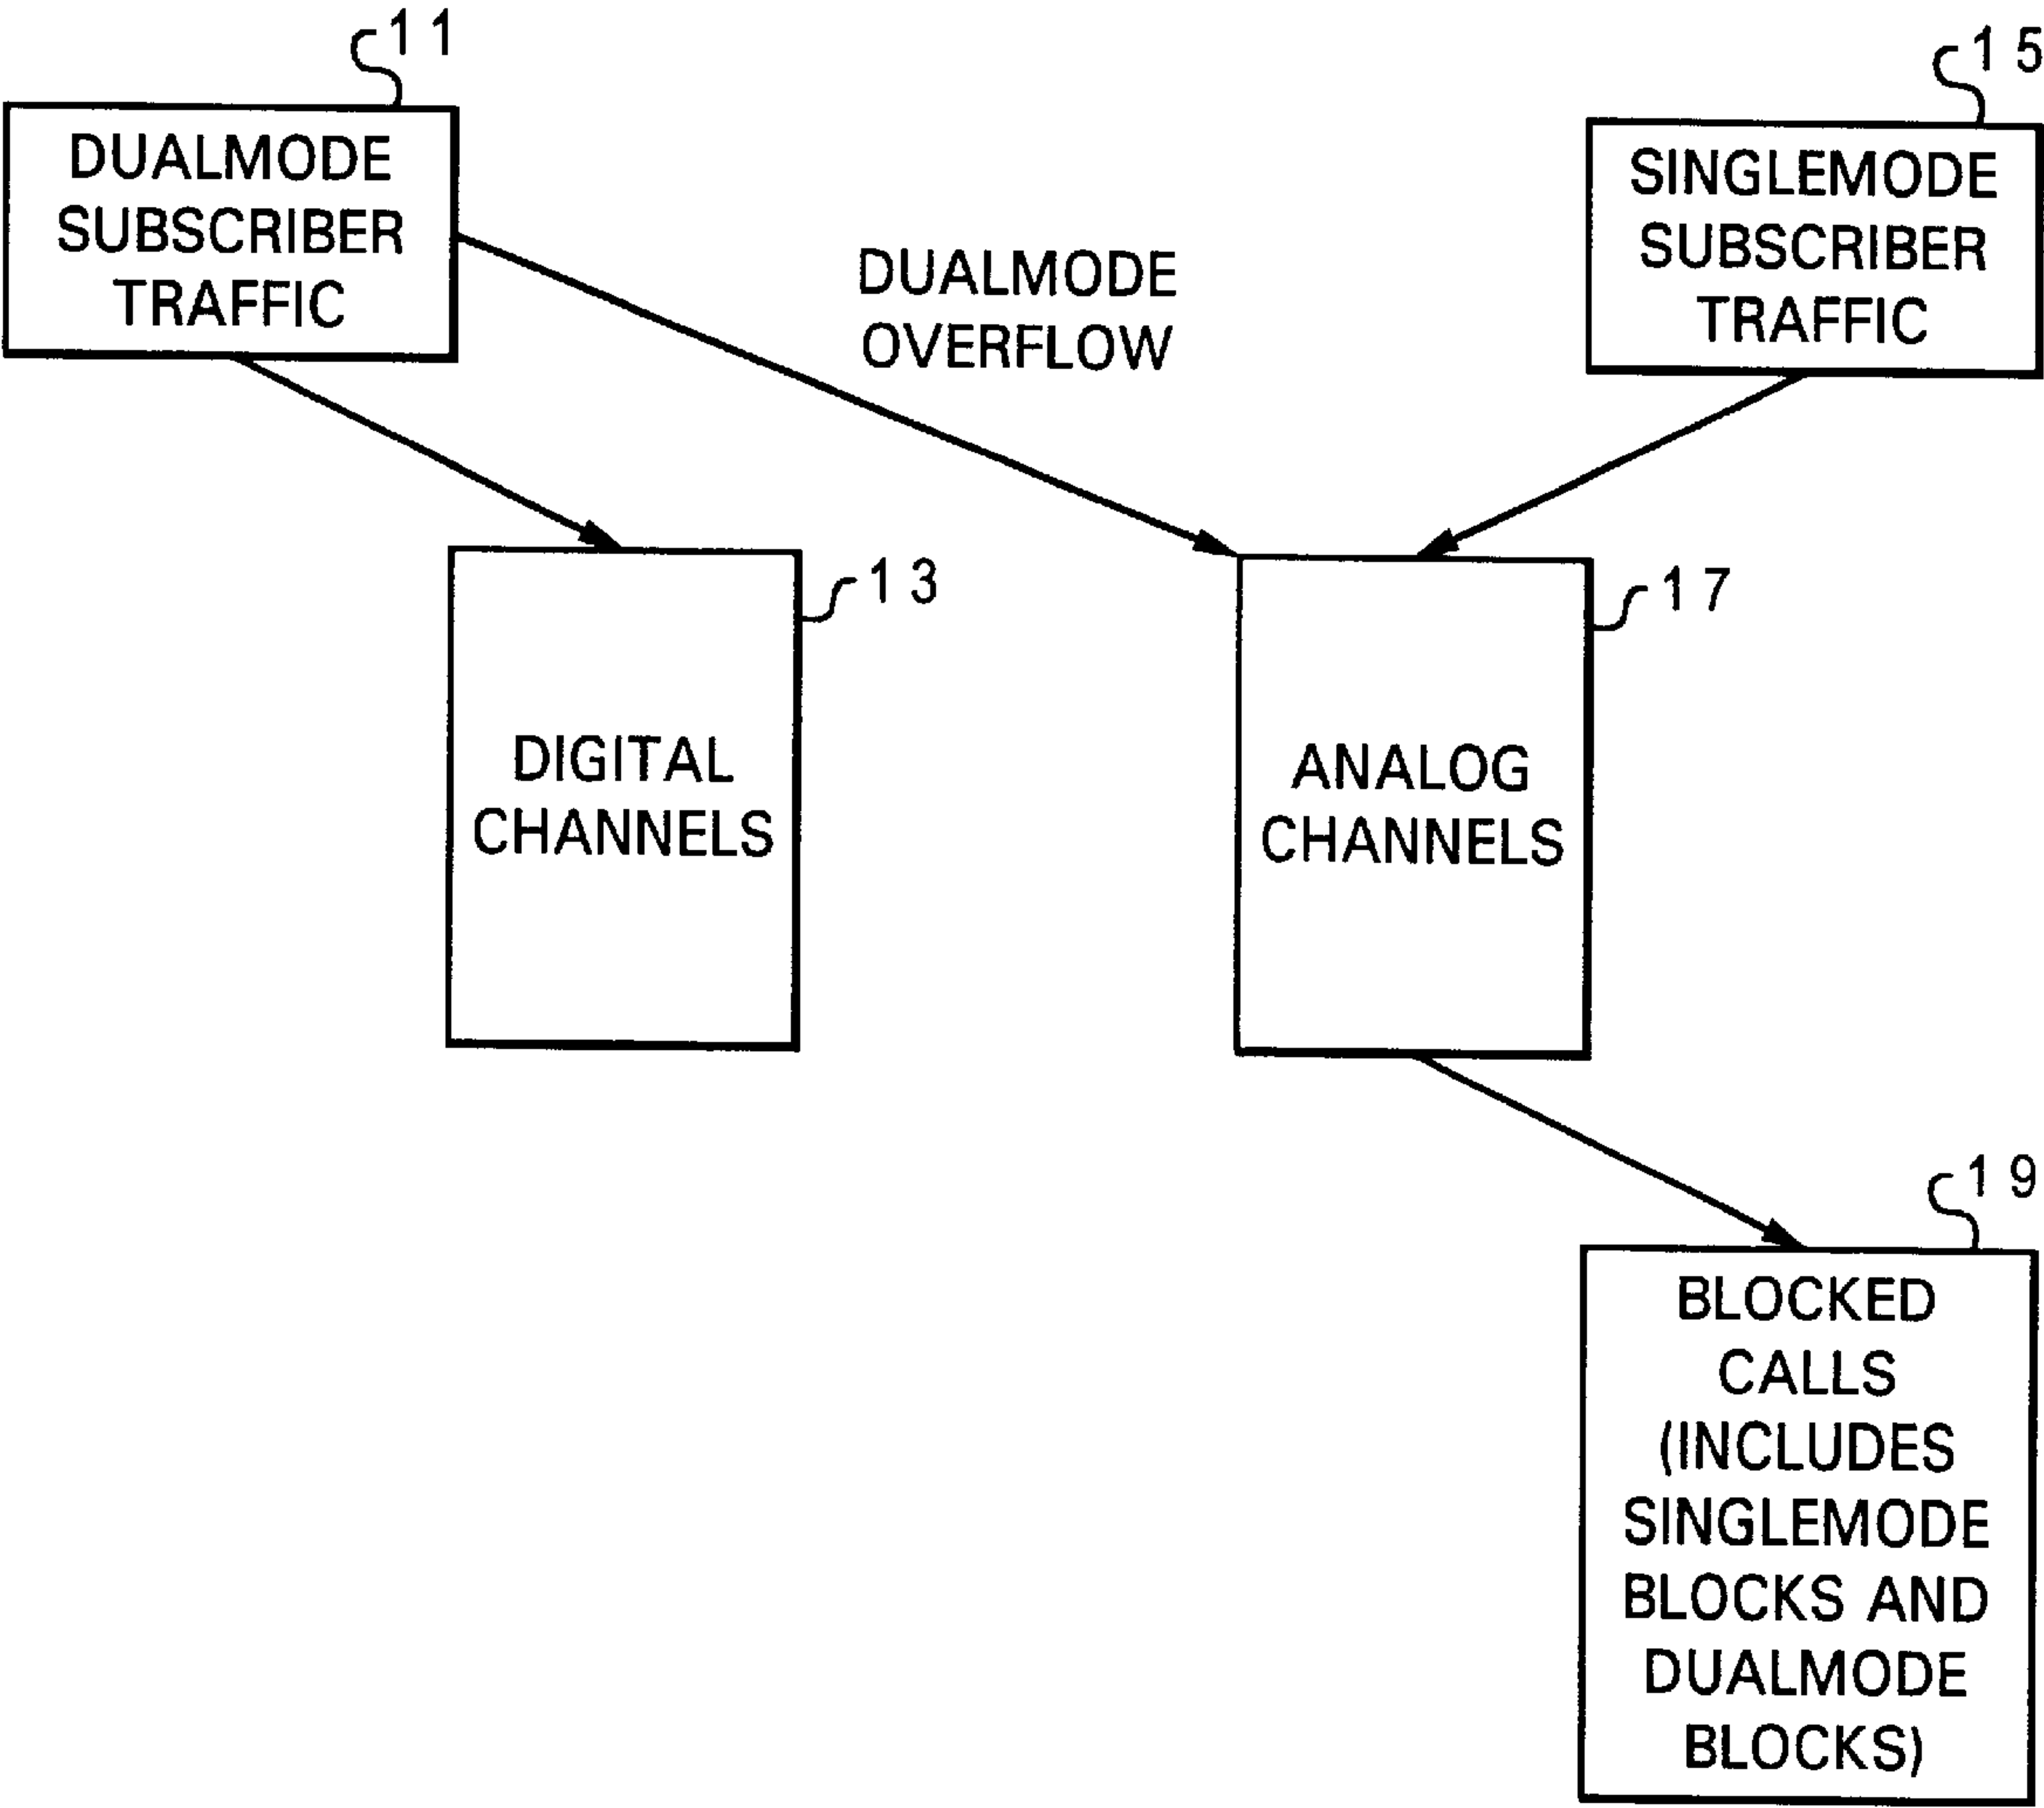 11
DUALMODE
SUBSCRIBER
TRAFFIC
15
SINGLEMODE
SUBSCRIBER
TRAFFIC
DUALMODE
OVERFLOW
13
DIGITAL
CHANNELS
17
ANALOG
CHANNELS
19
BLOCKED
CALLS
(INCLUDES
SINGLEMODE
BLOCKS AND
DUALMODE
BLOCKS)